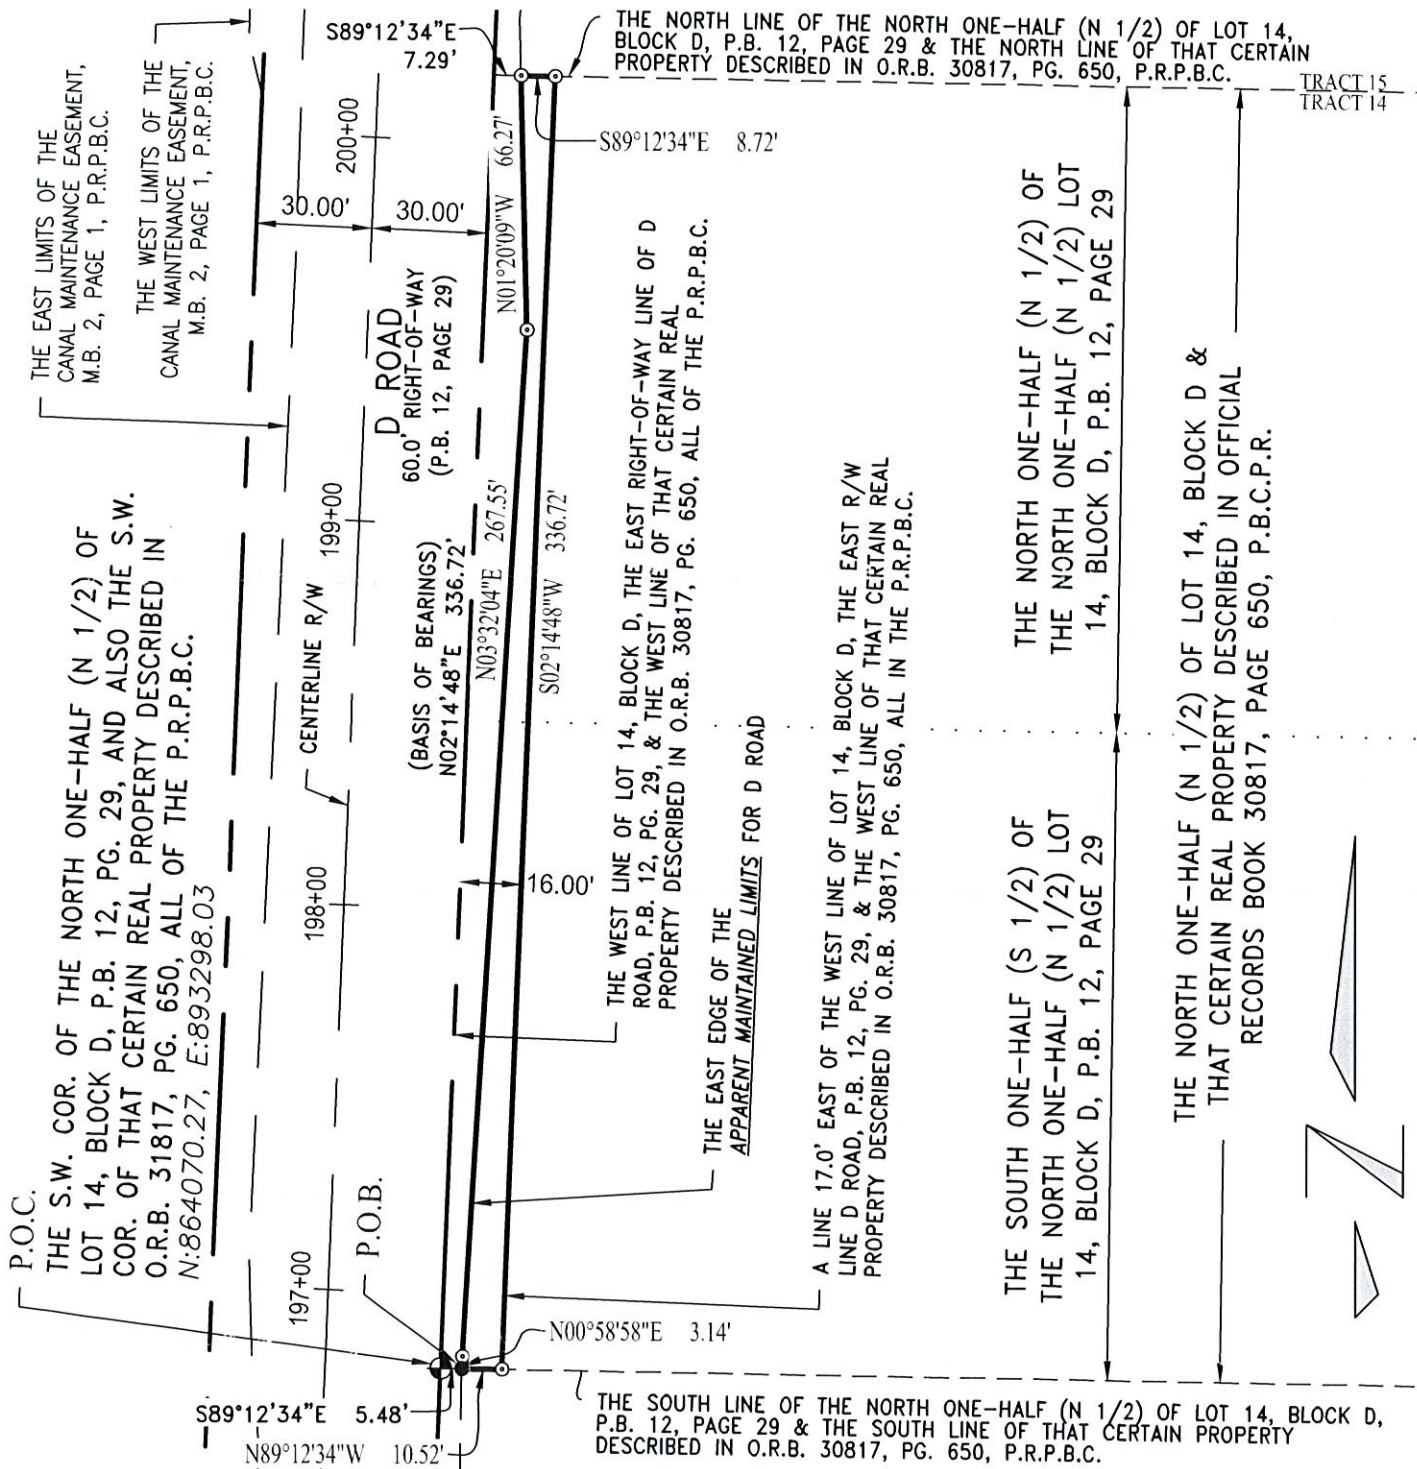 S89°12'34"E
7.29'
THE NORTH LINE OF THE NORTH ONE-HALF (N 1/2) OF LOT 14,
BLOCK D, P.B. 12, PAGE 29 & THE NORTH LINE OF THAT CERTAIN
PROPERTY DESCRIBED IN O.R.B. 30817, PG. 650, P.R.P.B.C.
TRACT 15
TRACT 14
S89°12'34"E 8.72'
THE EAST LIMITS OF THE
CANAL MAINTENANCE EASEMENT,
M.B. 2, PAGE 1, P.R.P.B.C.
THE WEST LIMITS OF THE
CANAL MAINTENANCE EASEMENT,
M.B. 2, PAGE 1, P.R.P.B.C.
200+00
30.00'
30.00'
N01°20'09"W 66.27'
D ROAD
60.0' RIGHT-OF-WAY
(P.B. 12, PAGE 29)
199+00
CENTERLINE R/W
(BASIS OF BEARINGS)
N02°14'48"E 336.72'
N03°32'04"E 267.55'
S02°14'48"W 336.72'
THE WEST LINE OF LOT 14, BLOCK D, THE EAST RIGHT-OF-WAY LINE OF D
ROAD, P.B. 12, PG. 29, & THE WEST LINE OF THAT CERTAIN REAL
PROPERTY DESCRIBED IN O.R.B. 30817, PG. 650, ALL OF THE P.R.P.B.C.
THE EAST EDGE OF THE
APPARENT MAINTAINED LIMITS FOR D ROAD
A LINE 17.0' EAST OF THE WEST LINE OF LOT 14, BLOCK D, THE EAST R/W
LINE D ROAD, P.B. 12, PG. 29, & THE WEST LINE OF THAT CERTAIN REAL
PROPERTY DESCRIBED IN O.R.B. 30817, PG. 650, ALL IN THE P.R.P.B.C.
THE NORTH ONE-HALF (N 1/2) OF
THE NORTH ONE-HALF (N 1/2) LOT
14, BLOCK D, P.B. 12, PAGE 29
THE SOUTH ONE-HALF (S 1/2) OF
THE NORTH ONE-HALF (N 1/2) LOT
14, BLOCK D, P.B. 12, PAGE 29
THE NORTH ONE-HALF (N 1/2) OF LOT 14, BLOCK D &
THAT CERTAIN REAL PROPERTY DESCRIBED IN OFFICIAL
RECORDS BOOK 30817, PAGE 650, P.B.C.P.R.
P.O.C.
THE S.W. COR. OF THE NORTH ONE-HALF (N 1/2) OF
LOT 14, BLOCK D, P.B. 12, PG. 29, AND ALSO THE S.W.
COR. OF THAT CERTAIN REAL PROPERTY DESCRIBED IN
O.R.B. 31817, PG. 650, ALL OF THE P.R.P.B.C.
N:864070.27, E:893298.03
198+00
16.00'
197+00
P.O.B.
N00°58'58"E 3.14'
S89°12'34"E 5.48'
N89°12'34"W 10.52'
THE SOUTH LINE OF THE NORTH ONE-HALF (N 1/2) OF LOT 14, BLOCK D,
P.B. 12, PAGE 29 & THE SOUTH LINE OF THAT CERTAIN PROPERTY
DESCRIBED IN O.R.B. 30817, PG. 650, P.R.P.B.C.
Z